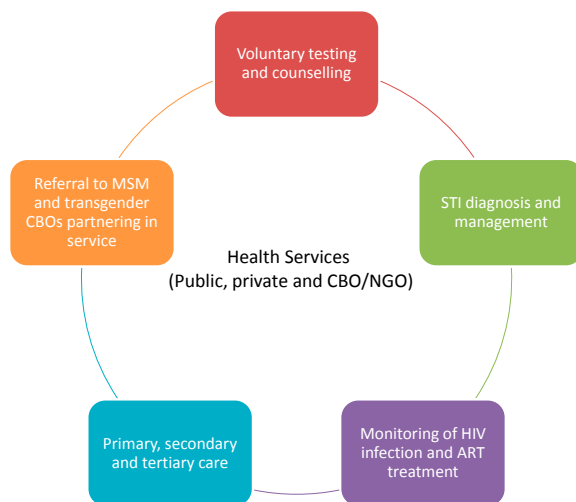 Voluntary testing
and counselling
STI diagnosis and
management
Monitoring of HIV
infection and ART
treatment
Primary, secondary
and tertiary care
Referral to MSM
and transgender
CBOs partnering in
service
Health Services
(Public, private and CBO/NGO)